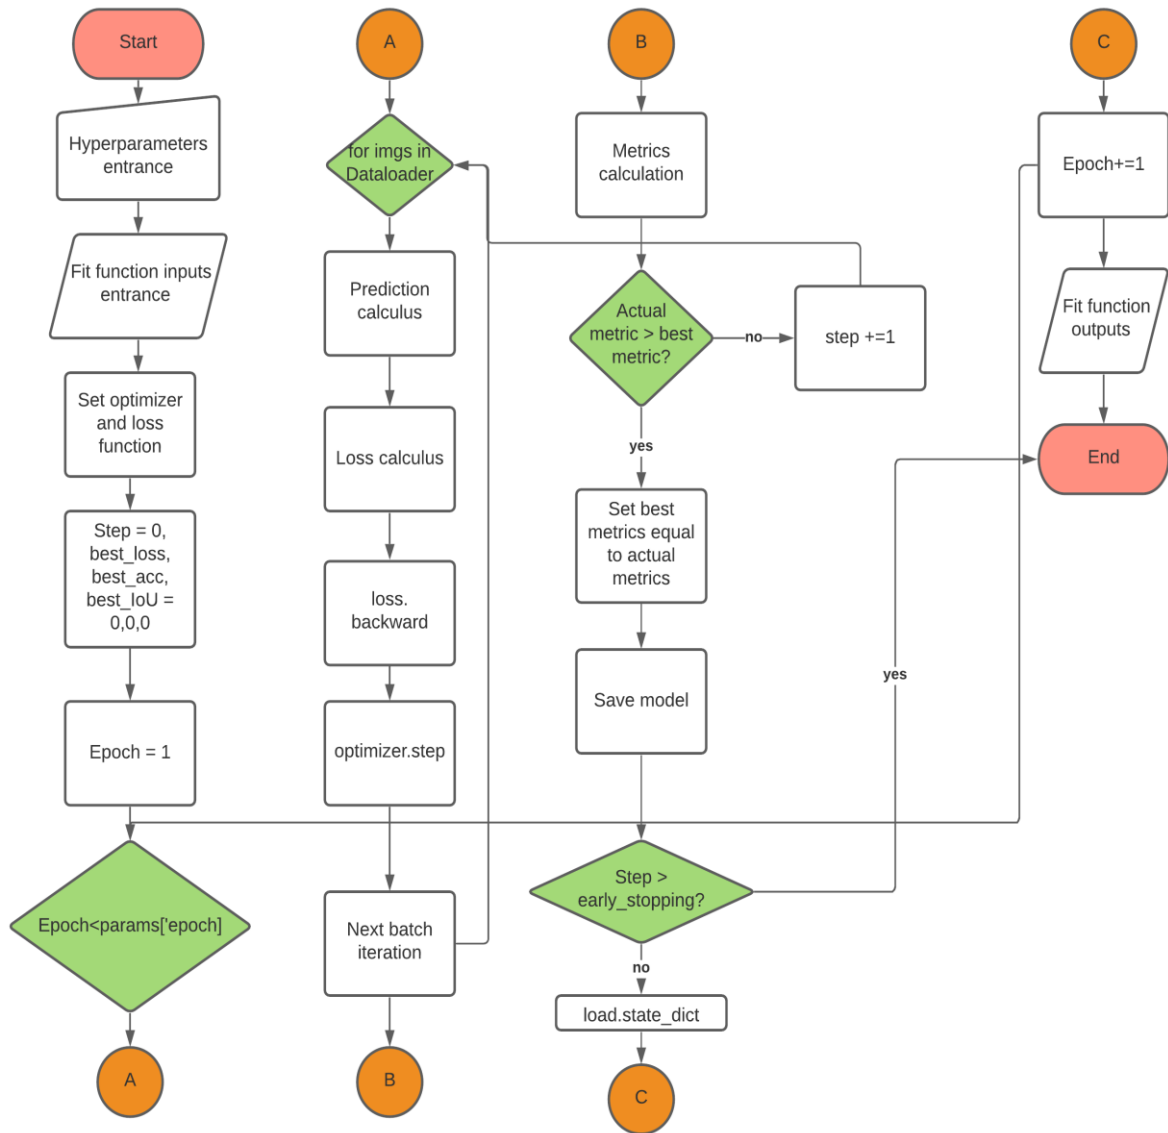 Start
Hyperparameters
entrance
Fit function inputs
entrance
Set optimizer
and loss
function
Step = 0,
best_loss,
best_acc,
best_IoU =
0,0,0
Epoch = 1
Epoch<params['epoch]
A
A
for imgs in
Dataloader
Prediction
calculus
Loss calculus
loss.
backward
optimizer.step
Next batch
iteration
B
B
Metrics
calculation
Actual
metric > best
metric?
no
step +=1
yes
Set best
metrics equal
to actual
metrics
Save model
Step >
early_stopping?
yes
no
load.state_dict
C
C
Epoch+=1
Fit function
outputs
End